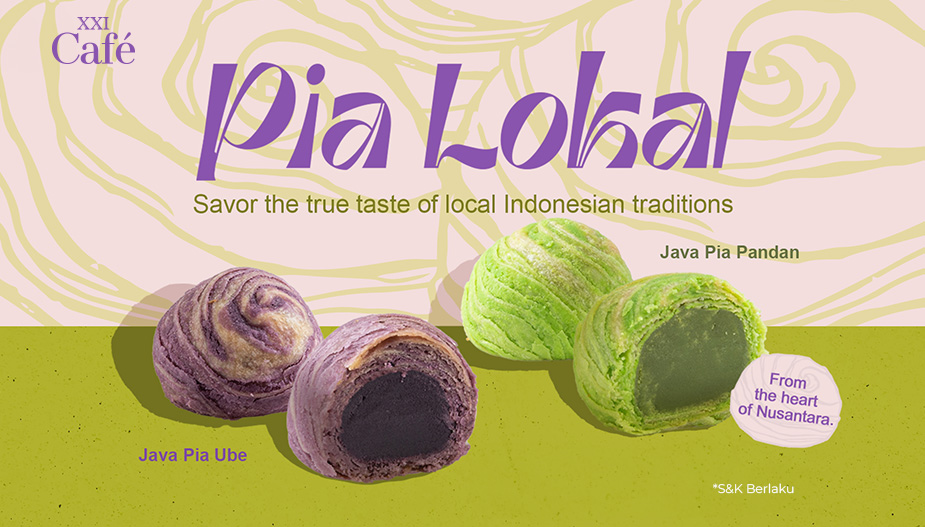 XXI
Café
Pia Lokal
Savor the true taste of local Indonesian traditions
Java Pia Pandan
From
the heart
of Nusantara.
Java Pia Ube
*S&K Berlaku